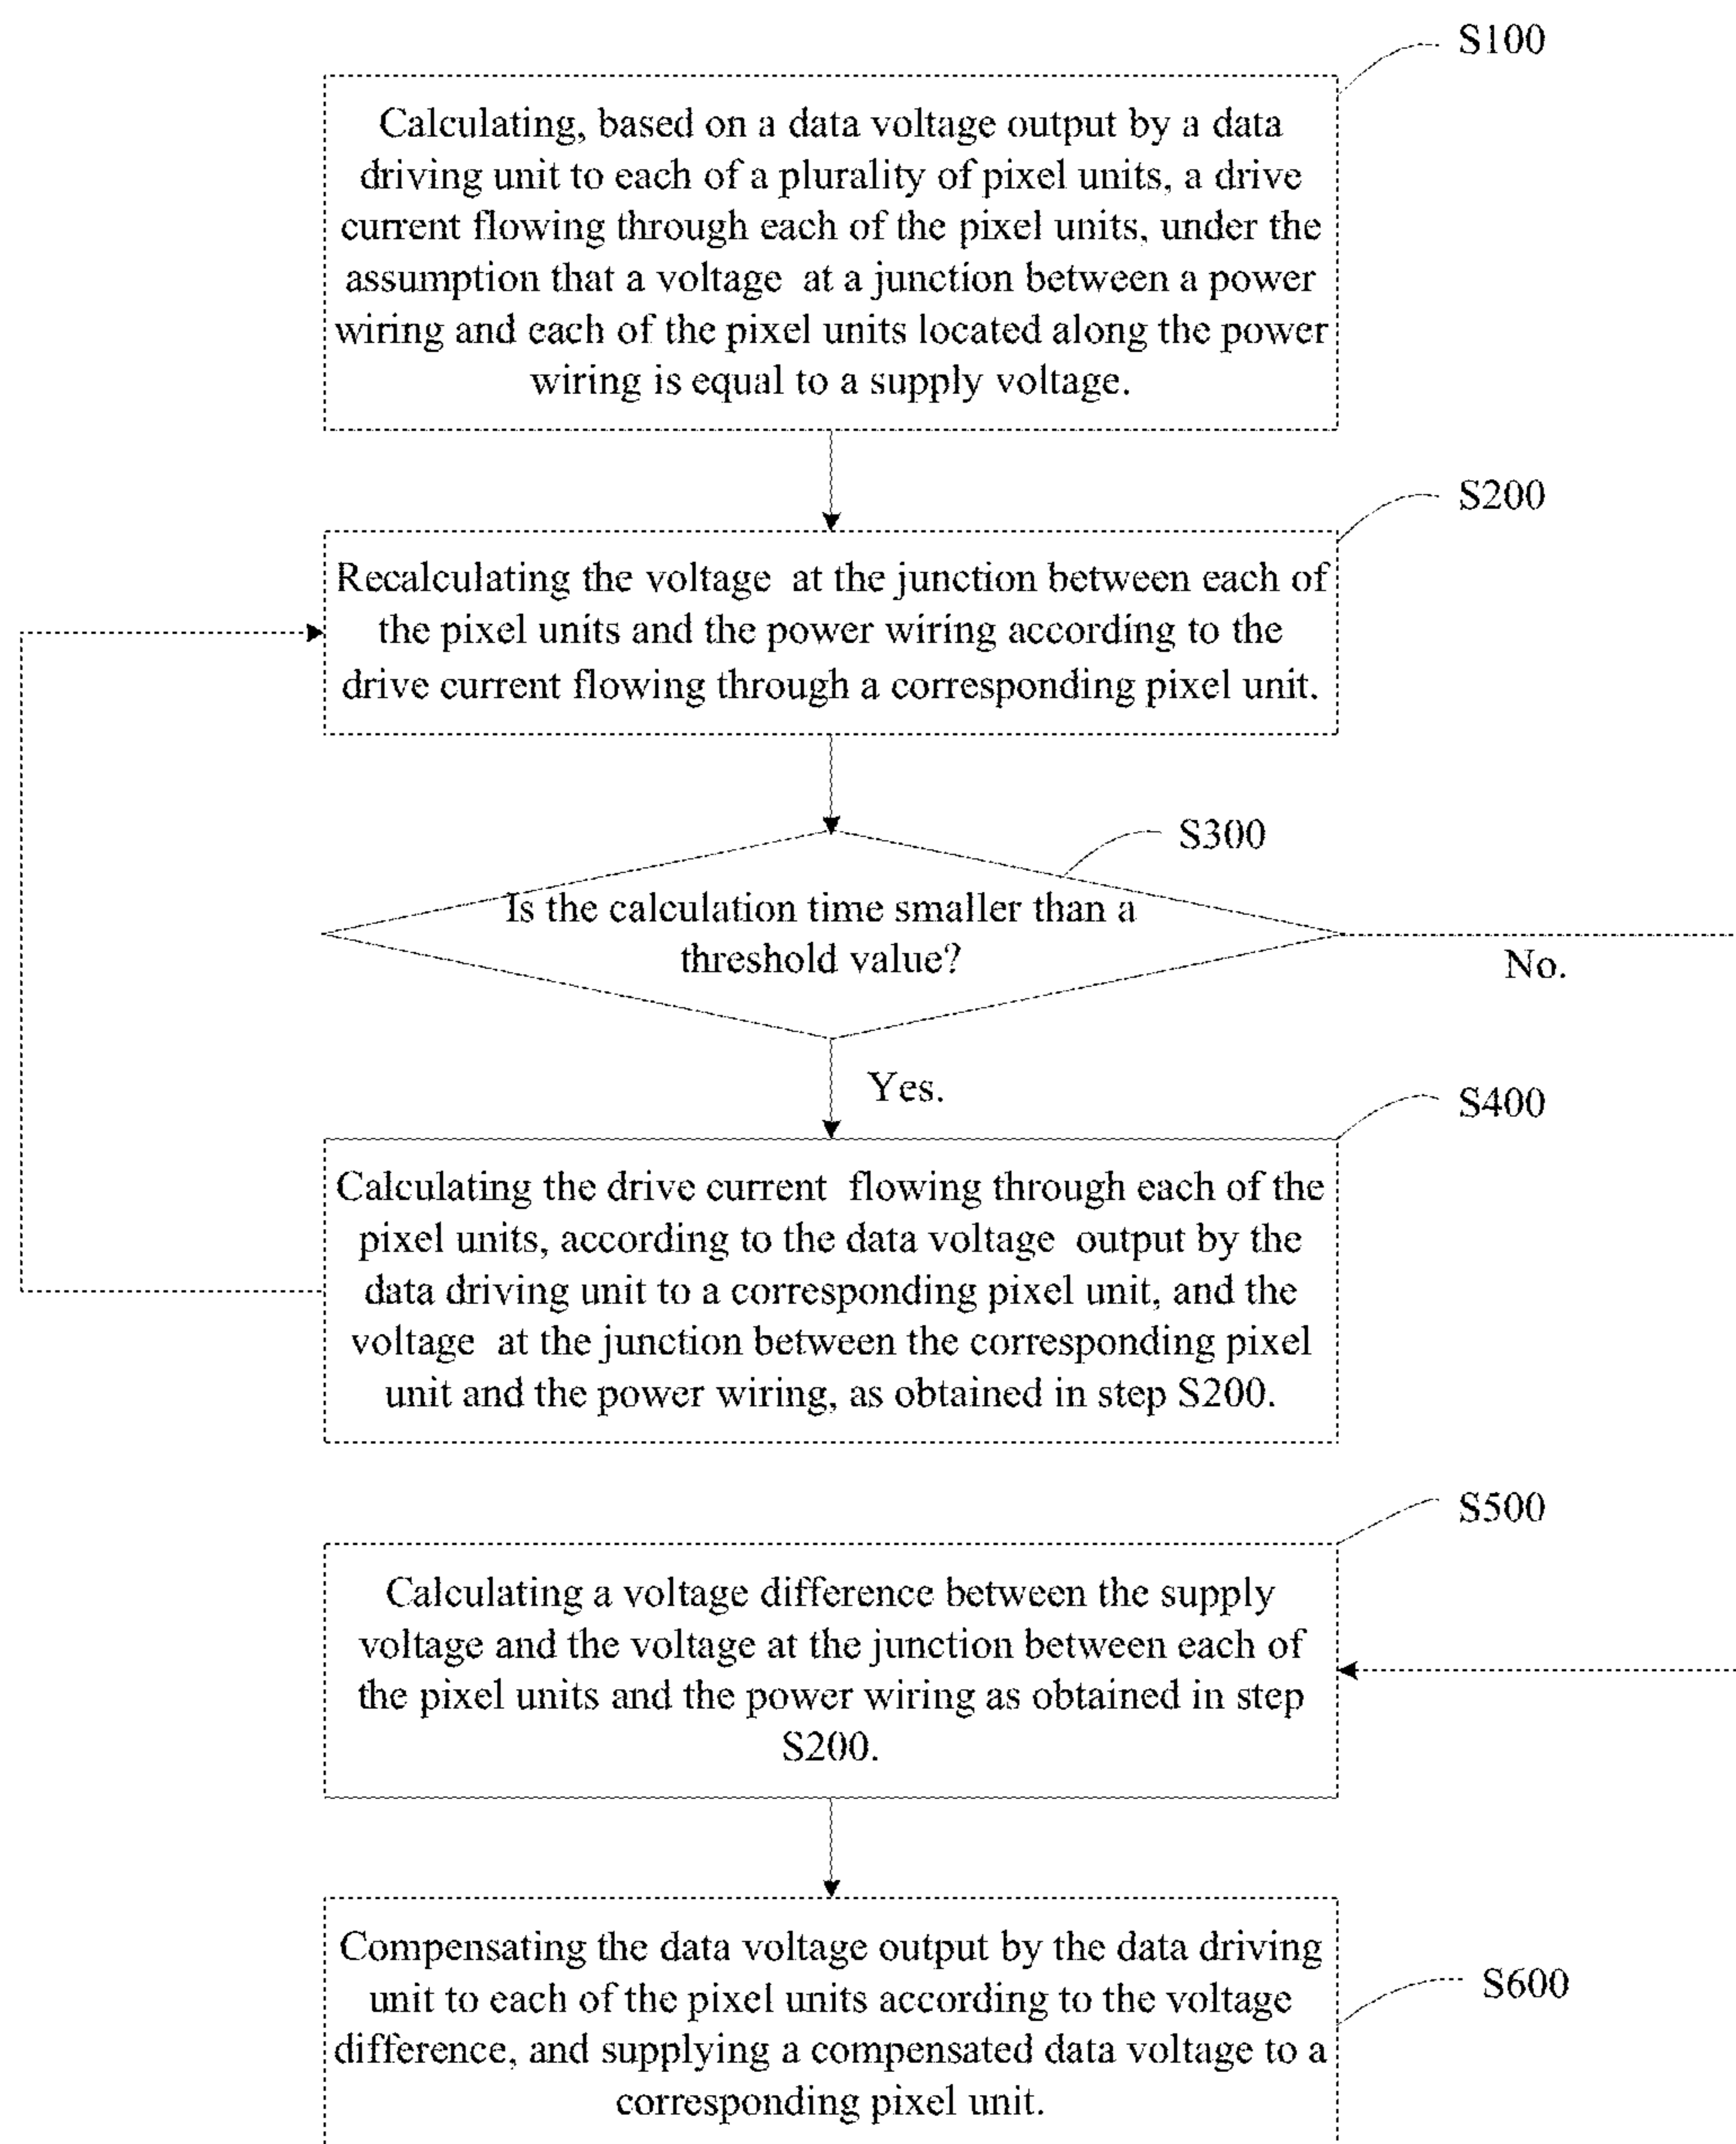 S100
Calculating, based on a data voltage output by a data
driving unit to each of a plurality of pixel units, a drive
current flowing through each of the pixel units, under the
assumption that a voltage at a junction between a power
wiring and each of the pixel units located along the power
wiring is equal to a supply voltage.
S200
Recalculating the voltage at the junction between each of
the pixel units and the power wiring according to the
drive current flowing through a corresponding pixel unit.
S300
Is the calculation time smaller than a
threshold value?
No.
Yes.
S400
Calculating the drive current flowing through each of the
pixel units, according to the data voltage output by the
data driving unit to a corresponding pixel unit, and the
voltage at the junction between the corresponding pixel
unit and the power wiring, as obtained in step S200.
S500
Calculating a voltage difference between the supply
voltage and the voltage at the junction between each of
the pixel units and the power wiring as obtained in step
S200.
Compensating the data voltage output by the data driving
unit to each of the pixel units according to the voltage
difference, and supplying a compensated data voltage to a
corresponding pixel unit.
S600